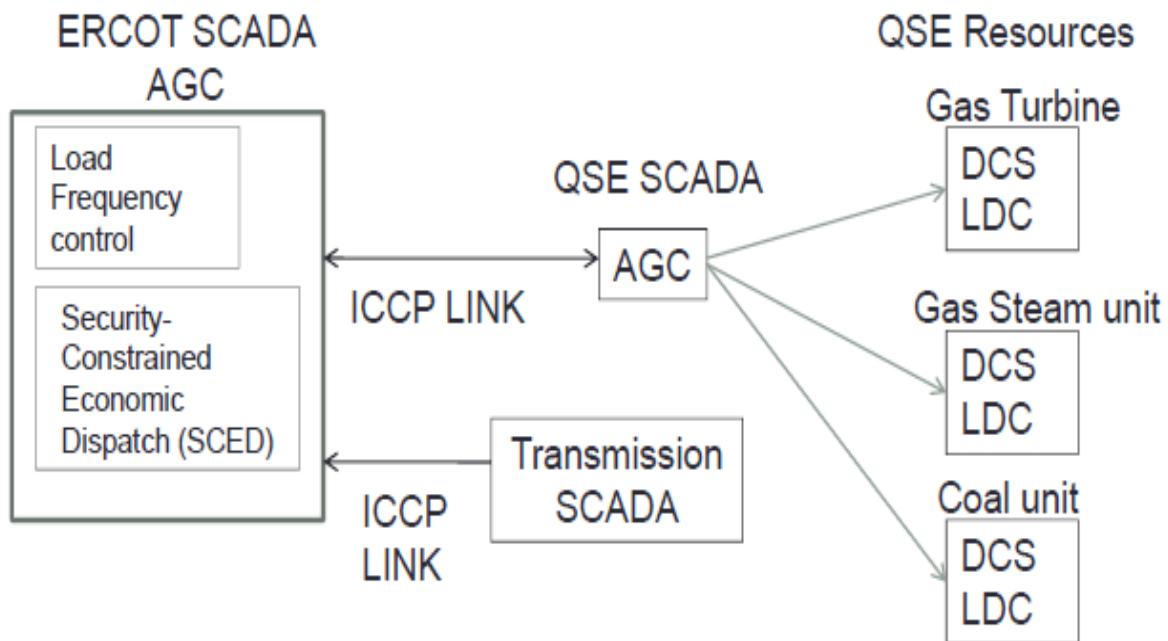 ERCOT SCADA
AGC
Load
Frequency
control
Security-
Constrained
Economic
Dispatch (SCED)
ICCP LINK
QSE SCADA
AGC
Transmission
SCADA
ICCP
LINK
QSE Resources
Gas Turbine
DCS
LDC
Gas Steam unit
DCS
LDC
Coal unit
DCS
LDC